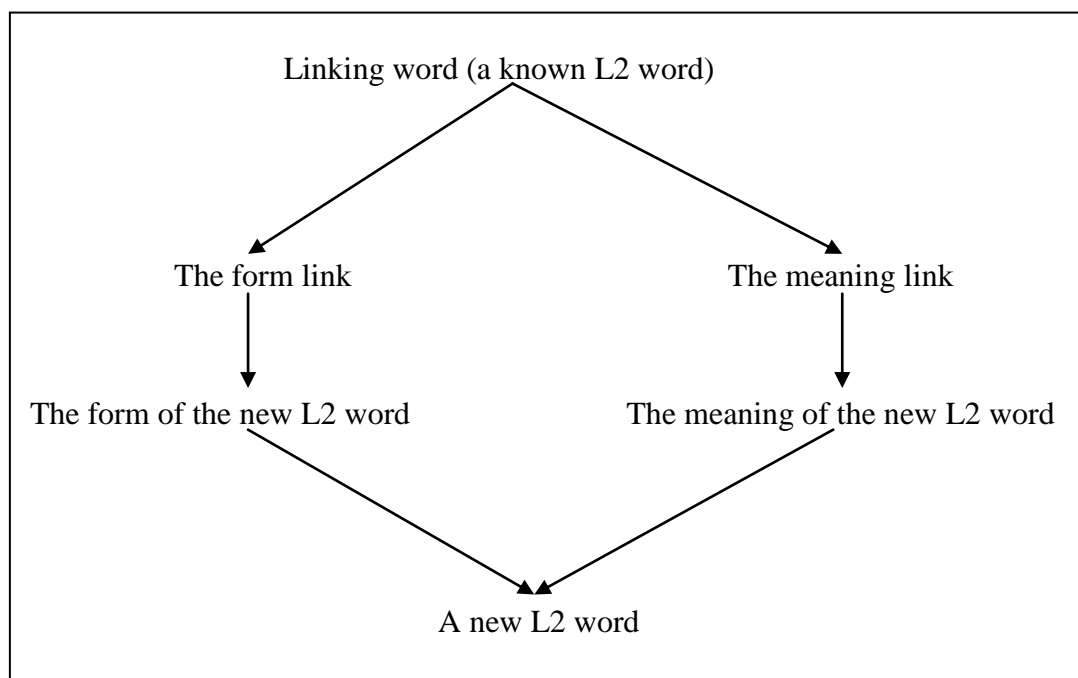 Linking word (a known L2 word)
The form link
The meaning link
The form of the new L2 word
The meaning of the new L2 word
A new L2 word